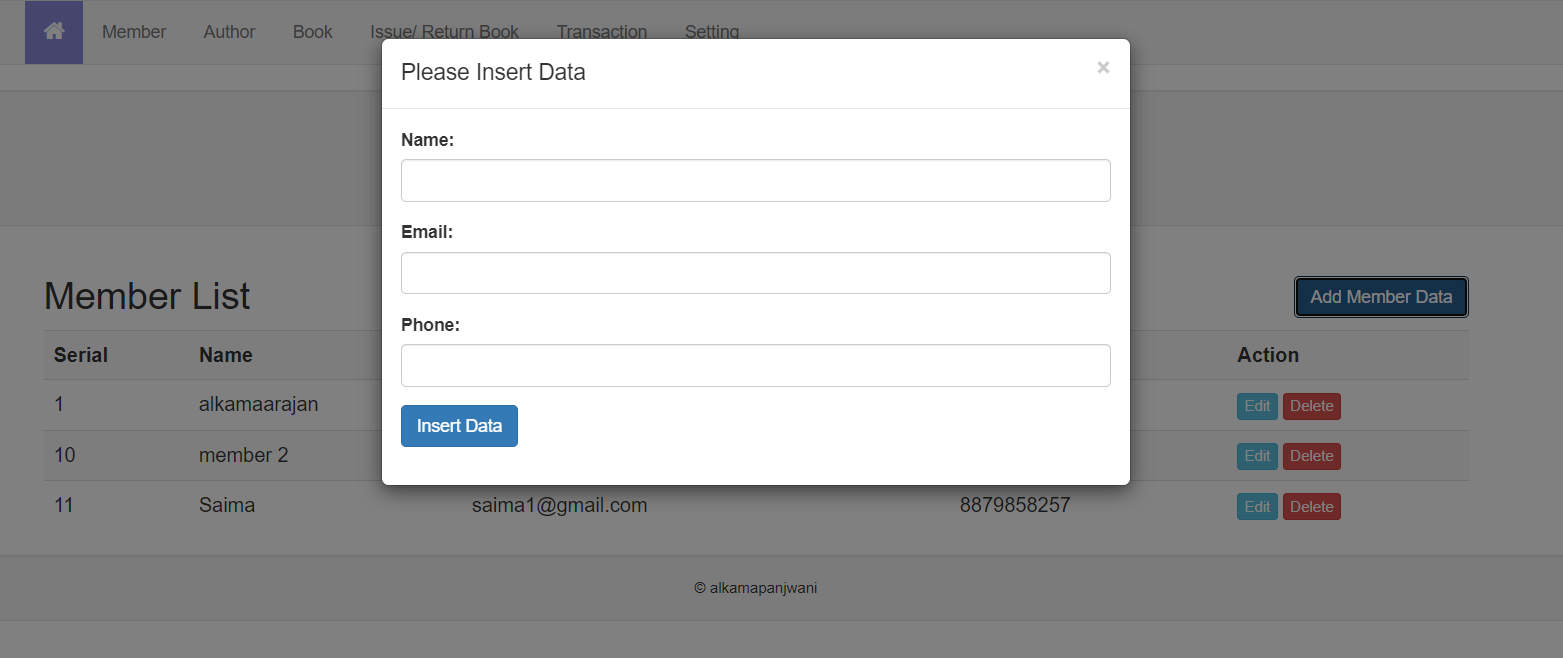 Member Author Book Issue/ Return Book Transaction Setting
Please Insert Data ×
Name:
Email:
Phone:
Insert Data
Member List
Add Member Data
Serial Name Action
1 alkamaarajan Edit Delete
10 member 2 Edit Delete
11 Saima saima1@gmail.com 8879858257 Edit Delete
© alkamapanjwani